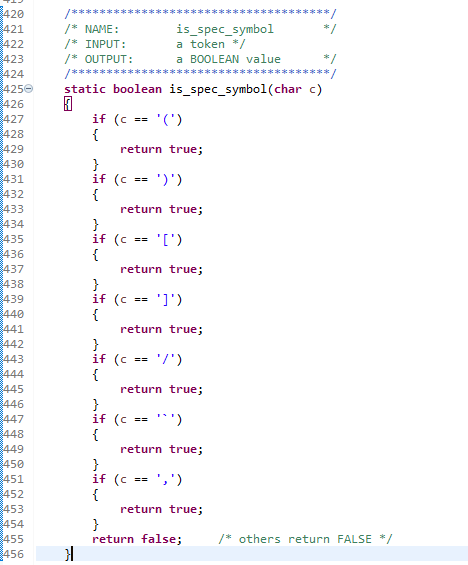 420 /*************************************/
421 /* NAME: is_spec_symbol */
422 /* INPUT: a token */
423 /* OUTPUT: a BOOLEAN value */
424 /*************************************/
425 static boolean is_spec_symbol(char c)
426 {
427 if (c == '(')
428 {
429 return true;
430 }
431 if (c == ')')
432 {
433 return true;
434 }
435 if (c == '[')
436 {
437 return true;
438 }
439 if (c == ']')
440 {
441 return true;
442 }
443 if (c == '/')
444 {
445 return true;
446 }
447 if (c == '`')
448 {
449 return true;
450 }
451 if (c == ',')
452 {
453 return true;
454 }
455 return false; /* others return FALSE */
456 }